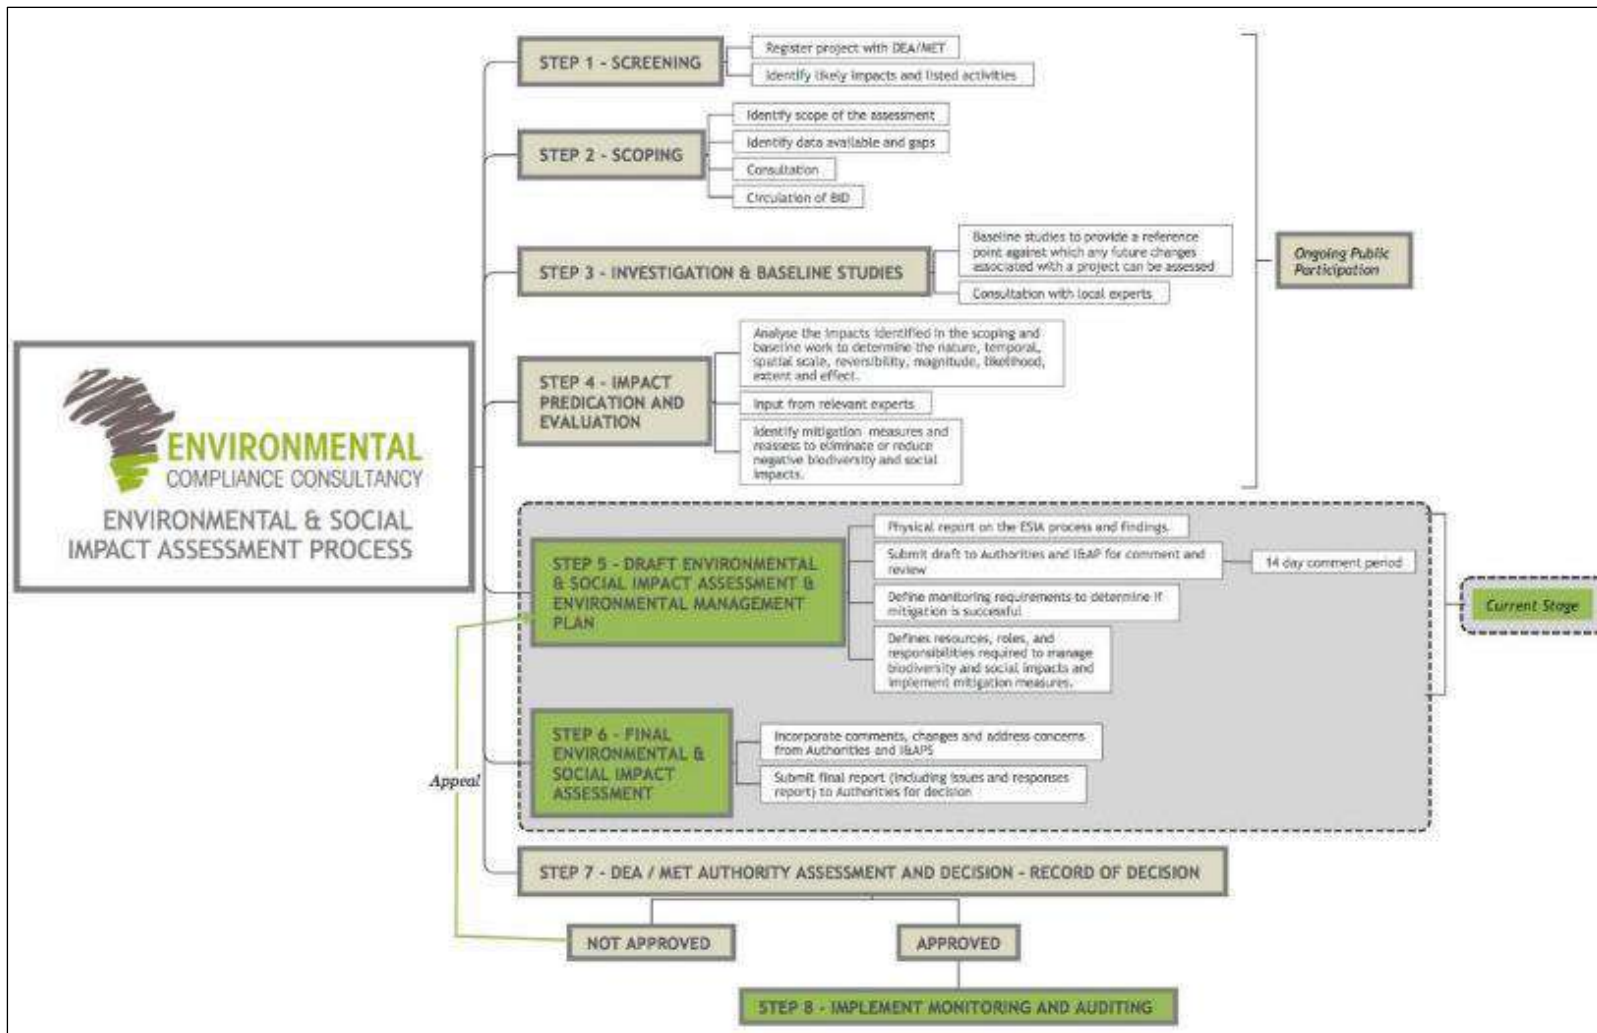 ENVIRONMENTAL
COMPLIANCE CONSULTANCY
ENVIRONMENTAL & SOCIAL
IMPACT ASSESSMENT PROCESS
STEP 1 - SCREENING
Register project with DEA/MET
Identify likely impacts and listed activities
STEP 2 - SCOPING
Identify scope of the assessment
Identify data available and gaps
Consultation
Circulation of BID
STEP 3 - INVESTIGATION & BASELINE STUDIES
Baseline studies to provide a reference
point against which any future changes
associated with a project can be assessed
Consultation with local experts
Ongoing Public
Participation
STEP 4 - IMPACT
PREDICATION AND
EVALUATION
Analyse the impacts identified in the scoping and
baseline work to determine the nature, temporal,
spatial scale, reversibility, magnitude, likelihood,
extent and effect.
Input from relevant experts
Identify mitigation measures and
reassess to eliminate or reduce
negative biodiversity and social
impacts.
STEP 5 - DRAFT ENVIRONMENTAL
& SOCIAL IMPACT ASSESSMENT &
ENVIRONMENTAL MANAGEMENT
PLAN
Physical report on the ESIA process and findings.
Submit draft to Authorities and I&AP for comment and
review
14 day comment period
Define monitoring requirements to determine if
mitigation is successful
Defines resources, roles, and
responsibilities required to manage
biodiversity and social impacts and
implement mitigation measures.
Current Stage
STEP 6 - FINAL
ENVIRONMENTAL &
SOCIAL IMPACT
ASSESSMENT
Incorporate comments, changes and address concerns
from Authorities and I&APS
Submit final report (including issues and responses
report) to Authorities for decision
Appeal
STEP 7 - DEA / MET AUTHORITY ASSESSMENT AND DECISION - RECORD OF DECISION
NOT APPROVED
APPROVED
STEP 8 - IMPLEMENT MONITORING AND AUDITING